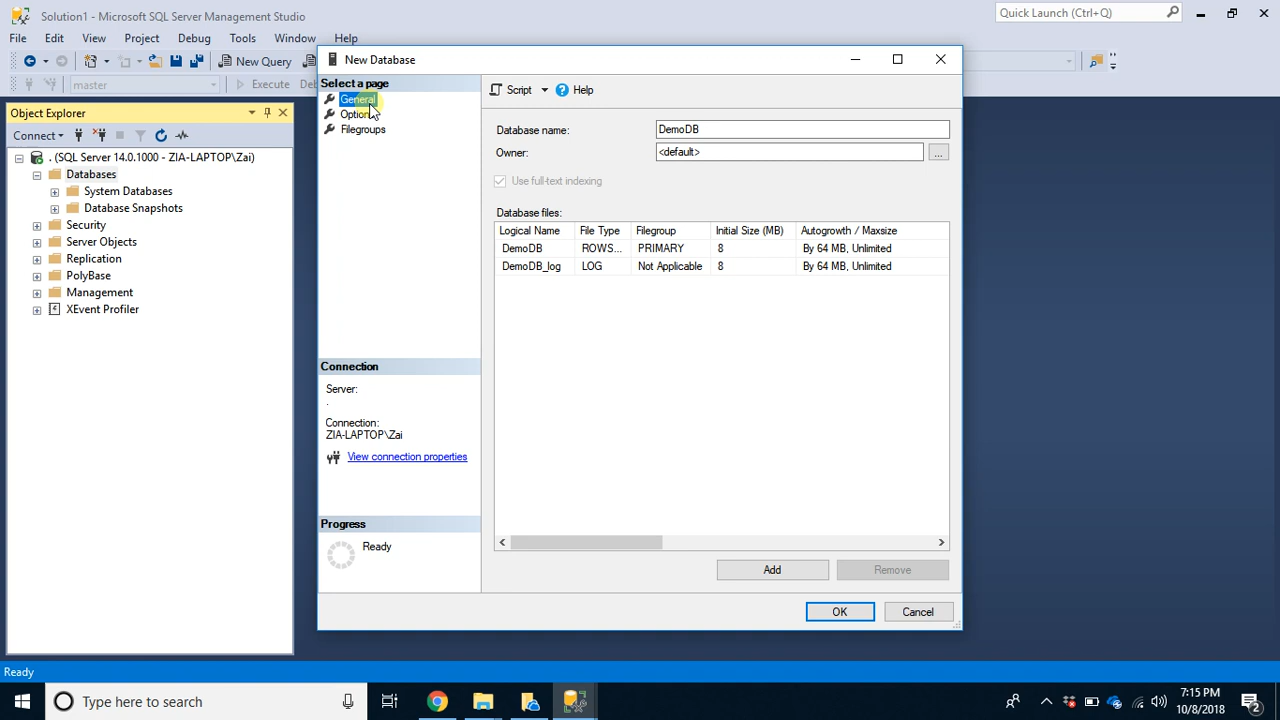 Solution1 - Microsoft SQL Server Management Studio
Quick Launch (Ctrl+Q)
File Edit View Project Debug Tools Window Help
New Query
master
Execute
Object Explorer
Connect
. (SQL Server 14.0.1000 - ZIA-LAPTOP\Zai)
Databases
System Databases
Database Snapshots
Security
Server Objects
Replication
PolyBase
Management
XEvent Profiler
New Database
Select a page
General
Options
Filegroups
Script
Help
Database name:
DemoDB
Owner:
<default>
...
Use full-text indexing
Database files:
Logical Name File Type Filegroup Initial Size (MB) Autogrowth / Maxsize
DemoDB ROWS... PRIMARY 8 By 64 MB, Unlimited
DemoDB_log LOG Not Applicable 8 By 64 MB, Unlimited
Connection
Server:
.
Connection:
ZIA-LAPTOP\Zai
View connection properties
Progress
Ready
Add
Remove
OK
Cancel
Ready
Type here to search
7:15 PM
10/8/2018
2